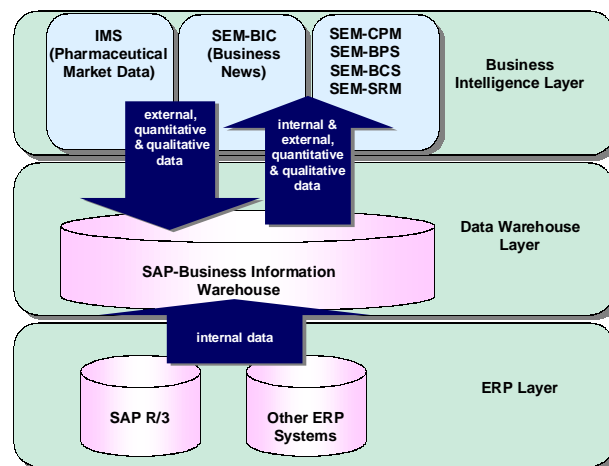 IMS
(Pharmaceutical
Market Data)
SEM-BIC
(Business
News)
SEM-CPM
SEM-BPS
SEM-BCS
SEM-SRM
Business
Intelligence Layer
external,
quantitative
& qualitative
data
internal &
external,
quantitative
& qualitative
data
Data Warehouse
Layer
SAP-Business Information
Warehouse
internal data
SAP R/3
Other ERP
Systems
ERP Layer